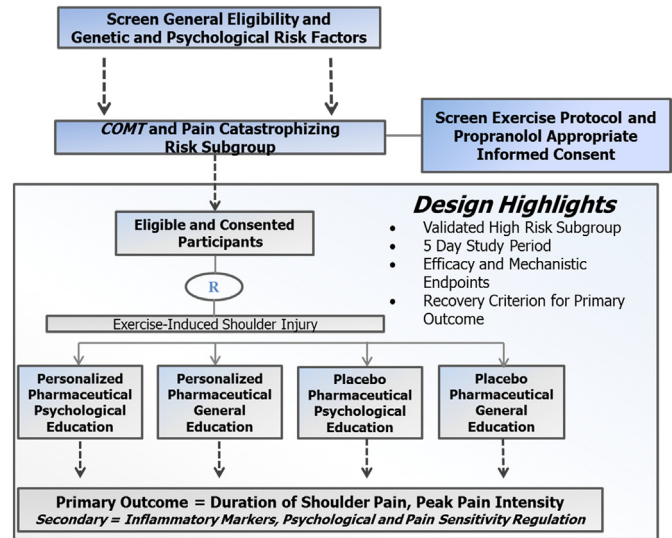 Screen General Eligibility and
Genetic and Psychological Risk Factors
COMT and Pain Catastrophizing
Risk Subgroup
Screen Exercise Protocol and
Propranolol Appropriate
Informed Consent
Design Highlights
• Validated High Risk Subgroup
• 5 Day Study Period
• Efficacy and Mechanistic
Endpoints
• Recovery Criterion for Primary
Outcome
Eligible and Consented
Participants
R
Exercise-Induced Shoulder Injury
Personalized
Pharmaceutical
Psychological
Education
Personalized
Pharmaceutical
General
Education
Placebo
Pharmaceutical
Psychological
Education
Placebo
Pharmaceutical
General
Education
Primary Outcome = Duration of Shoulder Pain, Peak Pain Intensity
Secondary = Inflammatory Markers, Psychological and Pain Sensitivity Regulation